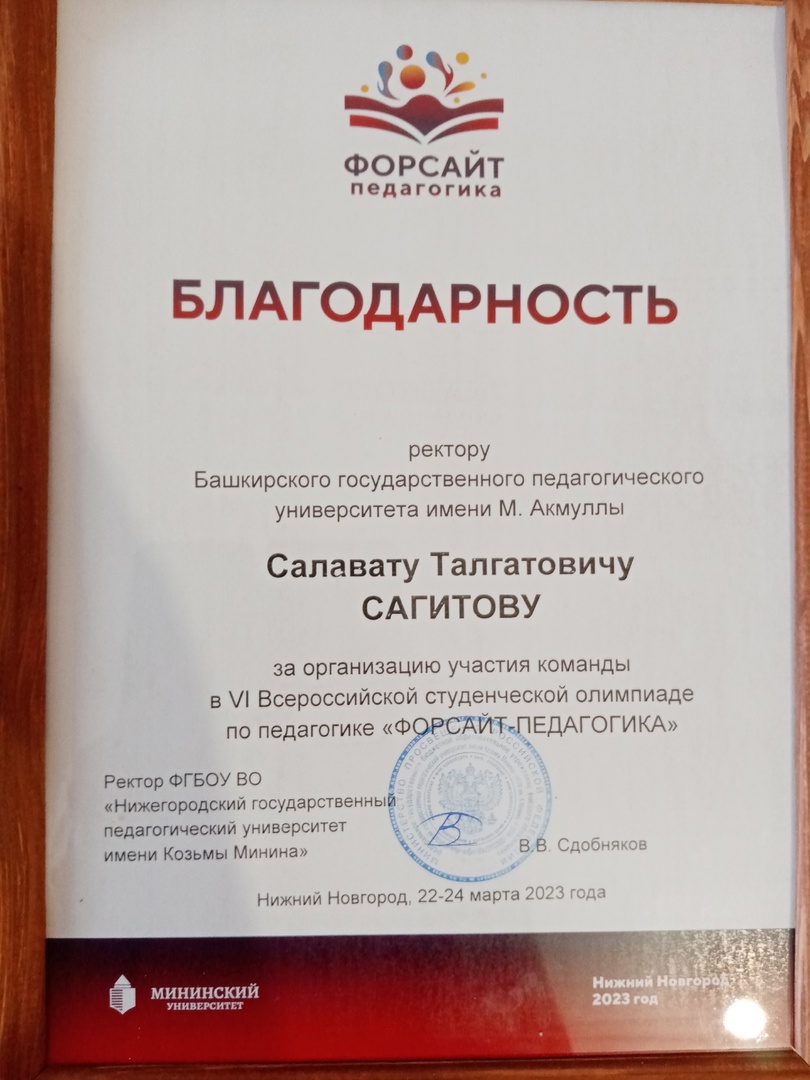 ФОРСАЙТ
педагогика
БЛАГОДАРНОСТЬ
ректору
Башкирского государственного педагогического
университета имени М. Акмуллы
Салавату Талгатовичу
САГИТОВУ
за организацию участия команды
в VI Всероссийской студенческой олимпиаде
по педагогике «ФОРСАЙТ-ПЕДАГОГИКА»
Ректор ФГБОУ ВО
«Нижегородский государственный
педагогический университет
имени Козьмы Минина»
В.В. Сдобняков
Нижний Новгород, 22-24 марта 2023 года
МИНИНСКИЙ
УНИВЕРСИТЕТ
Нижний Новгород
2023 год